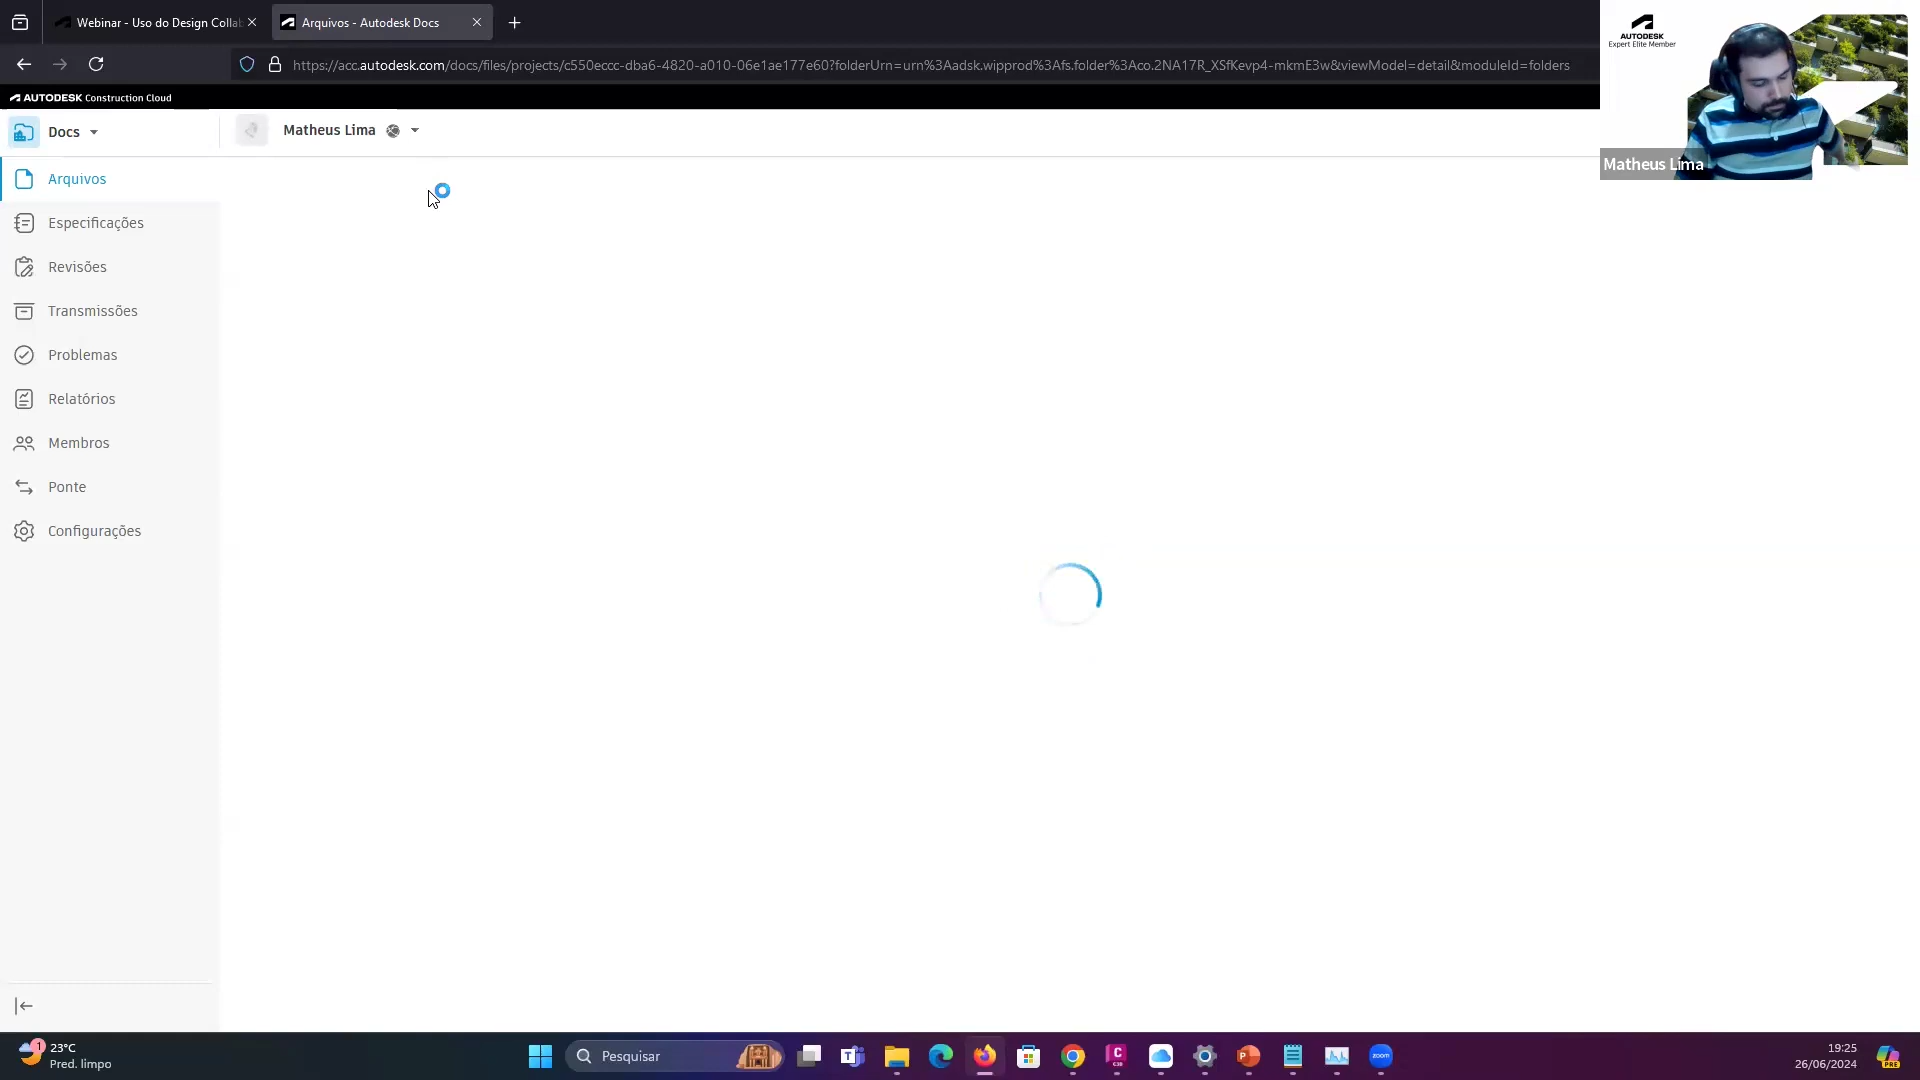 Webinar - Uso do Design Collab
Arquivos - Autodesk Docs
https://acc.autodesk.com/docs/files/projects/c550eccc-dba6-4820-a010-06e1ae177e60?folderUrn=urn%3Aadsk.wipprod%3Afs.folder%3Aco.2NA17R_XSfKevp4-mkmE3w&viewModel=detail&moduleId=folders
AUTODESK Construction Cloud
AUTODESK
Expert Elite Member
Docs
Matheus Lima
Matheus Lima
Arquivos
Especificações
Revisões
Transmissões
Problemas
Relatórios
Membros
Ponte
Configurações
1
23°C
Pred. limpo
Pesquisar
zoom
19:25
26/06/2024
PRE